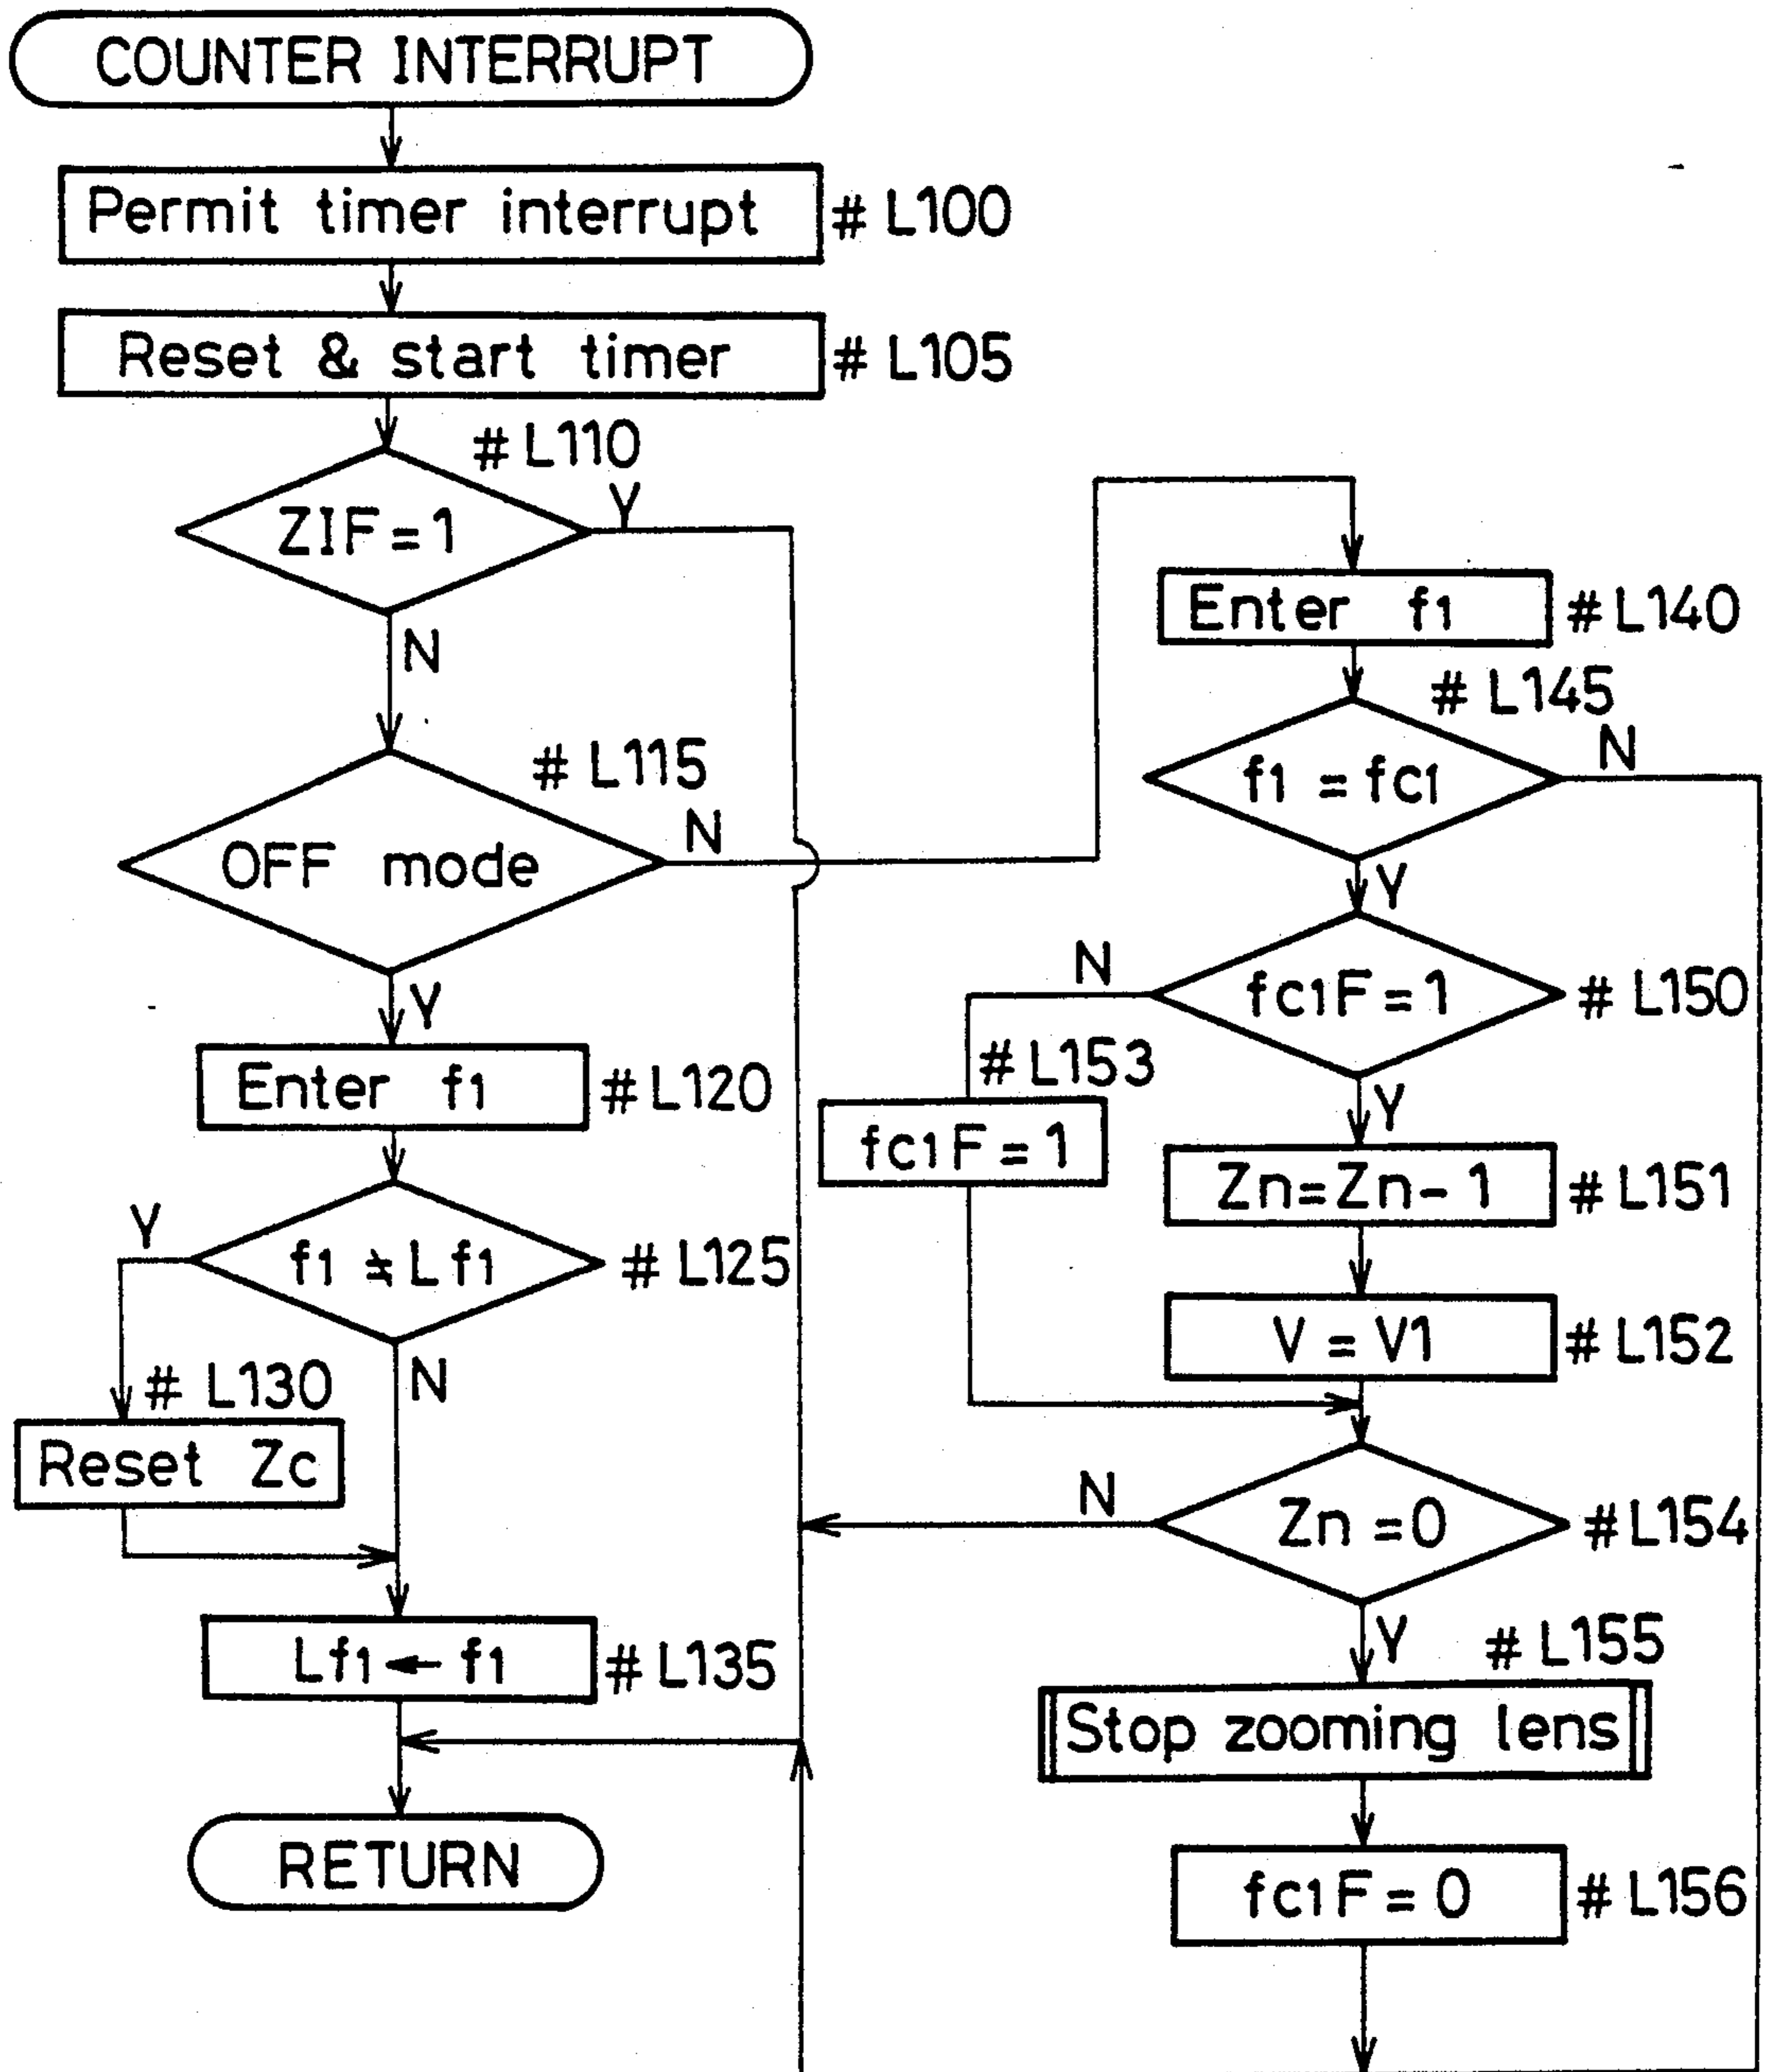 COUNTER INTERRUPT
Permit timer interrupt # L100
Reset & start timer # L105
# L110
ZIF = 1
Y
N
# L115
OFF mode
N
Y
Enter f1 # L120
Y
f1 ≠ Lf1 # L125
# L130
N
Reset Zc
Lf1 ← f1 # L135
RETURN
Enter f1 # L140
# L145
f1 = fc1
N
Y
N
fc1F = 1 # L150
# L153
fc1F = 1
Y
Zn = Zn - 1 # L151
V = V1 # L152
N
Zn = 0 # L154
Y
# L155
Stop zooming lens
fc1F = 0 # L156